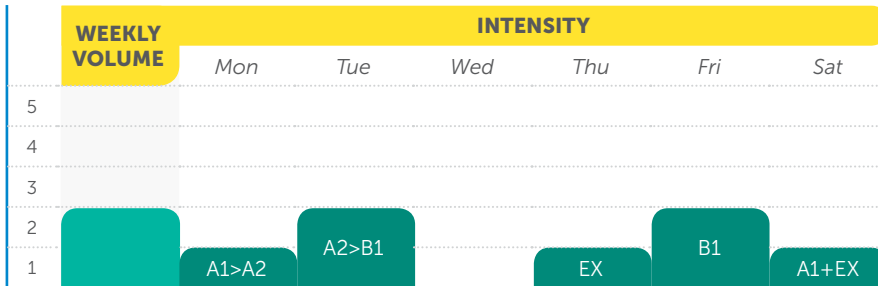 WEEKLY
VOLUME
INTENSITY
Mon Tue Wed Thu Fri Sat
5
4
3
2
A2>B1 B1
1
A1>A2 EX A1+EX